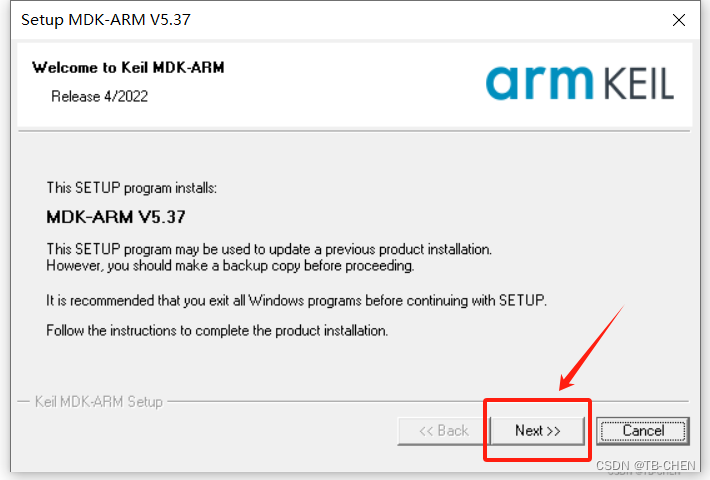 Setup MDK-ARM V5.37
Welcome to Keil MDK-ARM
Release 4/2022
arm KEIL
This SETUP program installs:
MDK-ARM V5.37
This SETUP program may be used to update a previous product installation.
However, you should make a backup copy before proceeding.
It is recommended that you exit all Windows programs before continuing with SETUP.
Follow the instructions to complete the product installation.
Keil MDK-ARM Setup
<< Back
Next >>
Cancel
CSDN @TB-CHEN